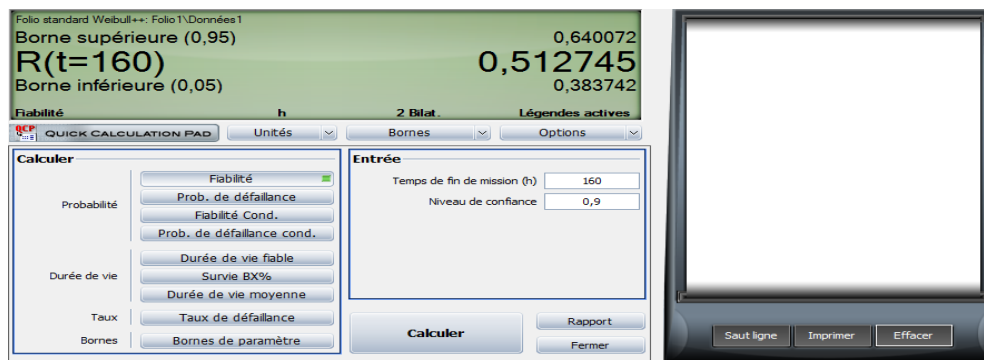 Folio standard Weibull++: Folio1\Données1
Borne supérieure (0,95) 0,640072
R(t=160) 0,512745
Borne inférieure (0,05) 0,383742
Fiabilité h 2 Bilat. Légendes actives
QCP QUICK CALCULATION PAD Unités Bornes Options
Calculer
Probabilité
Fiabilité
Prob. de défaillance
Fiabilité Cond.
Prob. de défaillance cond.
Durée de vie
Durée de vie fiable
Survie BX%
Durée de vie moyenne
Taux
Taux de défaillance
Bornes
Bornes de paramètre
Entrée
Temps de fin de mission (h) 160
Niveau de confiance 0,9
Calculer
Rapport
Fermer
Saut ligne Imprimer Effacer